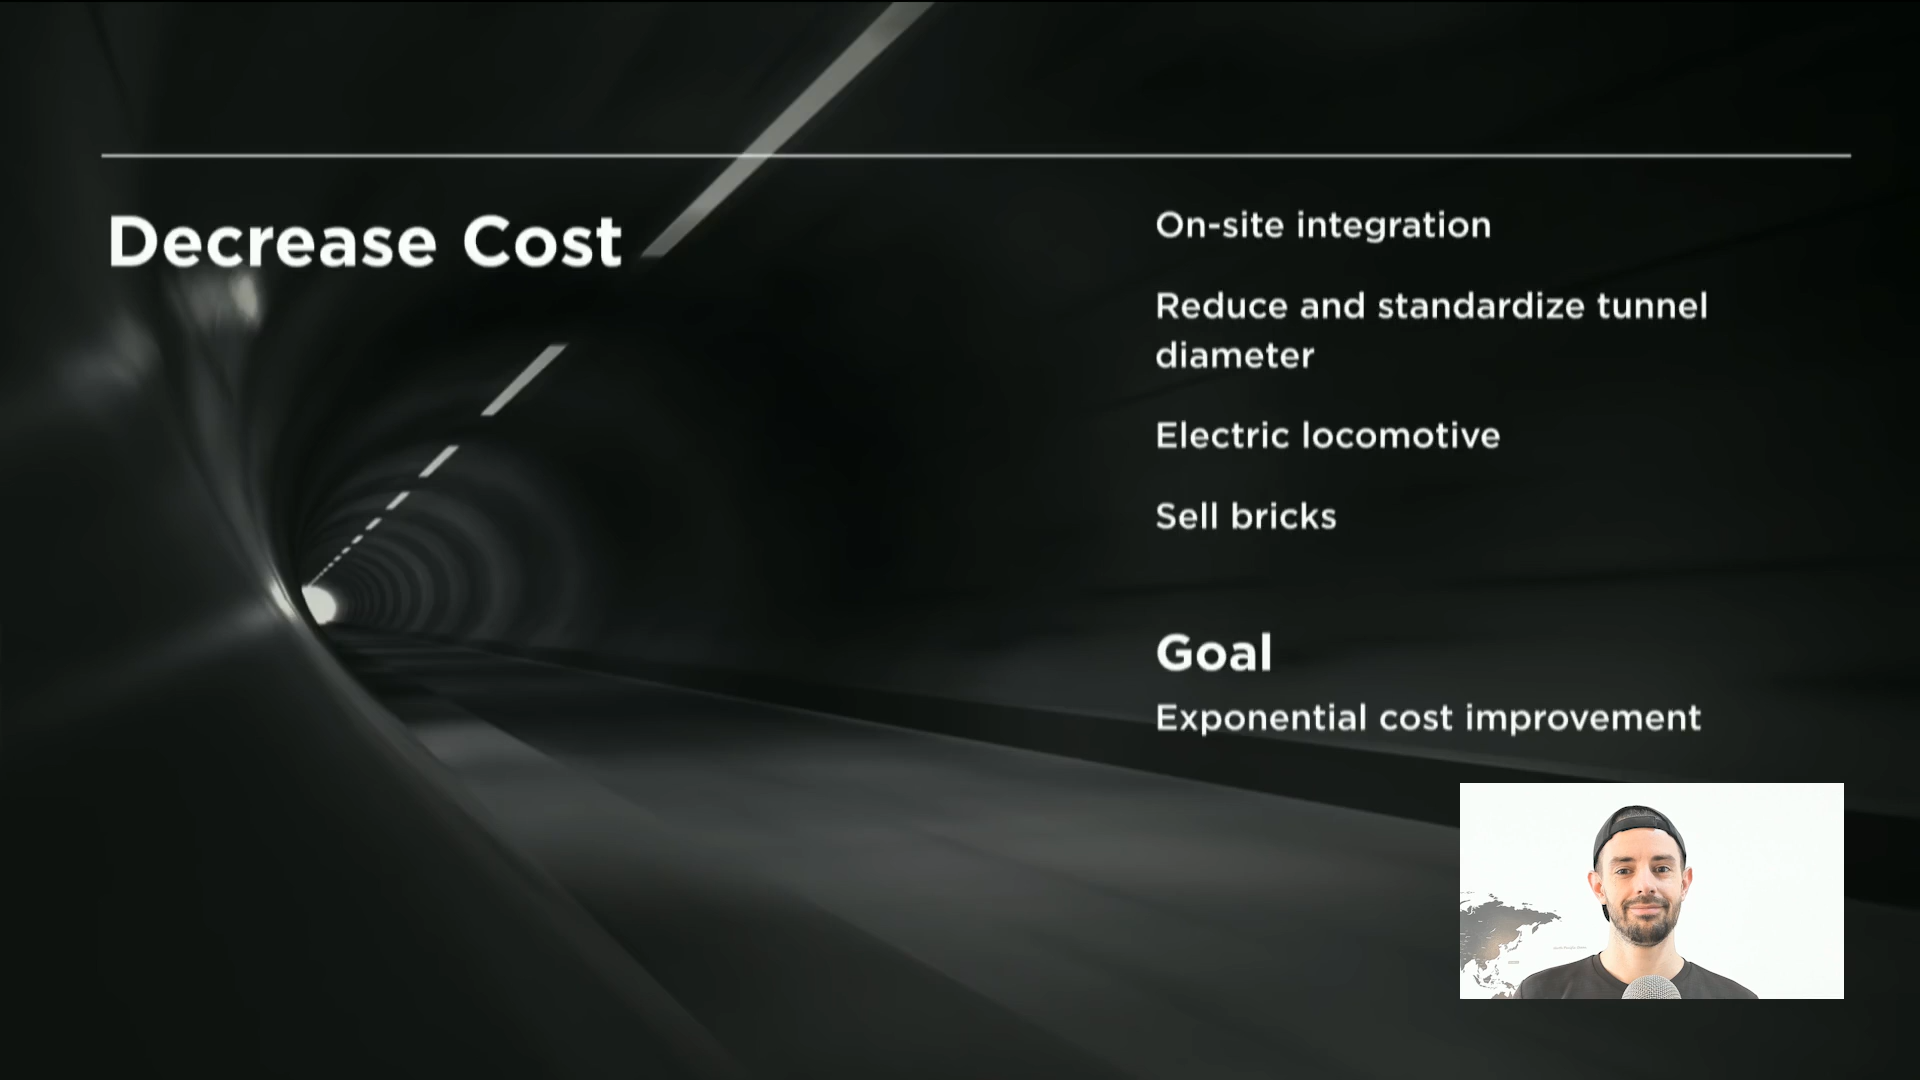 Decrease Cost
On-site integration
Reduce and standardize tunnel
diameter
Electric locomotive
Sell bricks
Goal
Exponential cost improvement